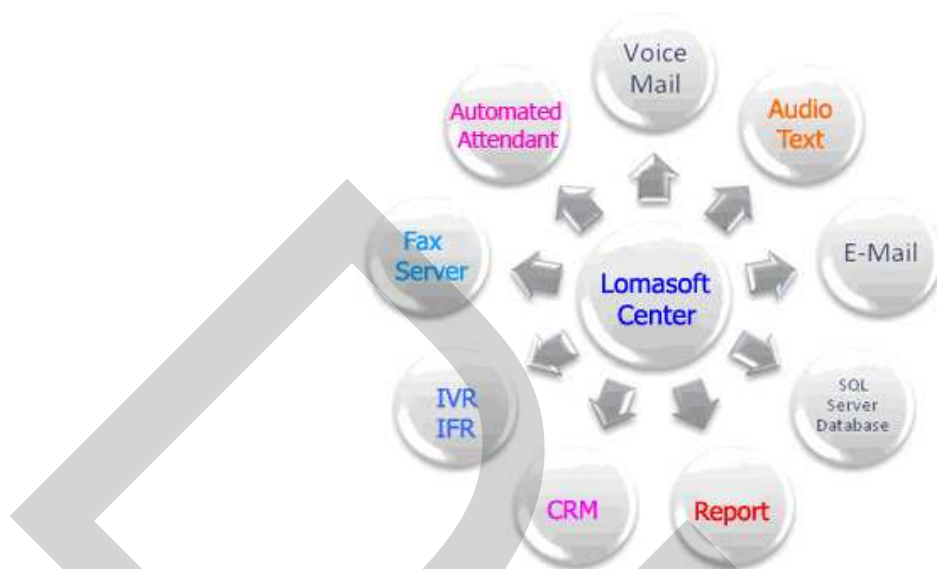 Voice
Mail
Automated
Attendant
Audio
Text
Fax
Server
E-Mail
Lomasoft
Center
IVR
IFR
SQL
Server
Database
CRM
Report